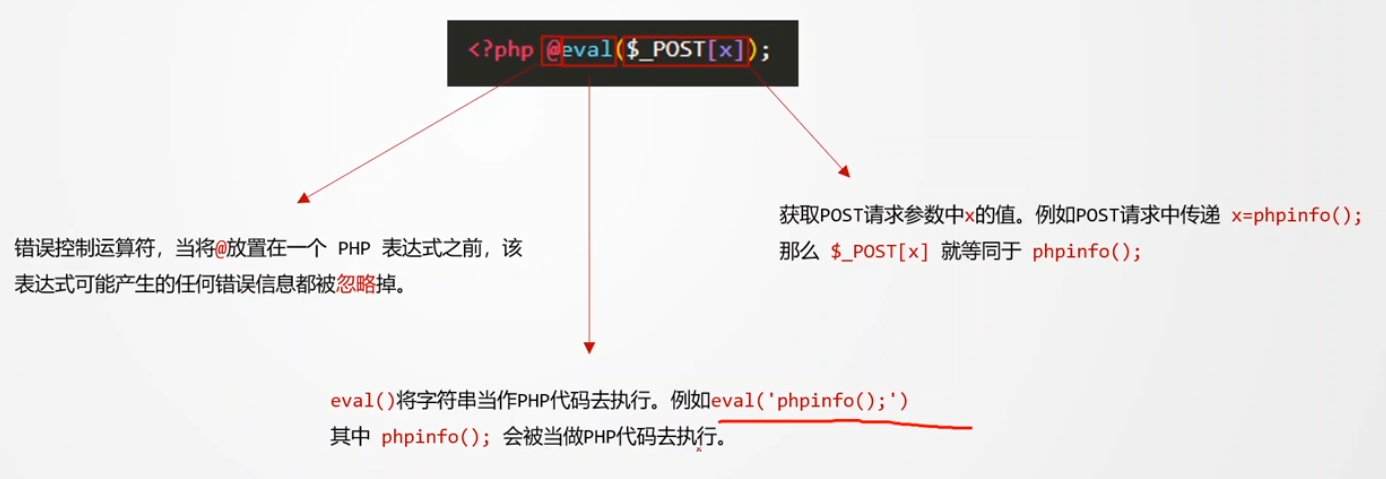 <?php @eval($_POST[x]);
获取POST请求参数中x的值。例如POST请求中传递 x=phpinfo();
那么 $_POST[x] 就等同于 phpinfo();
错误控制运算符，当将@放置在一个 PHP 表达式之前，该
表达式可能产生的任何错误信息都被忽略掉。
eval()将字符串当作PHP代码去执行。例如eval('phpinfo();')
其中 phpinfo(); 会被当做PHP代码去执行。